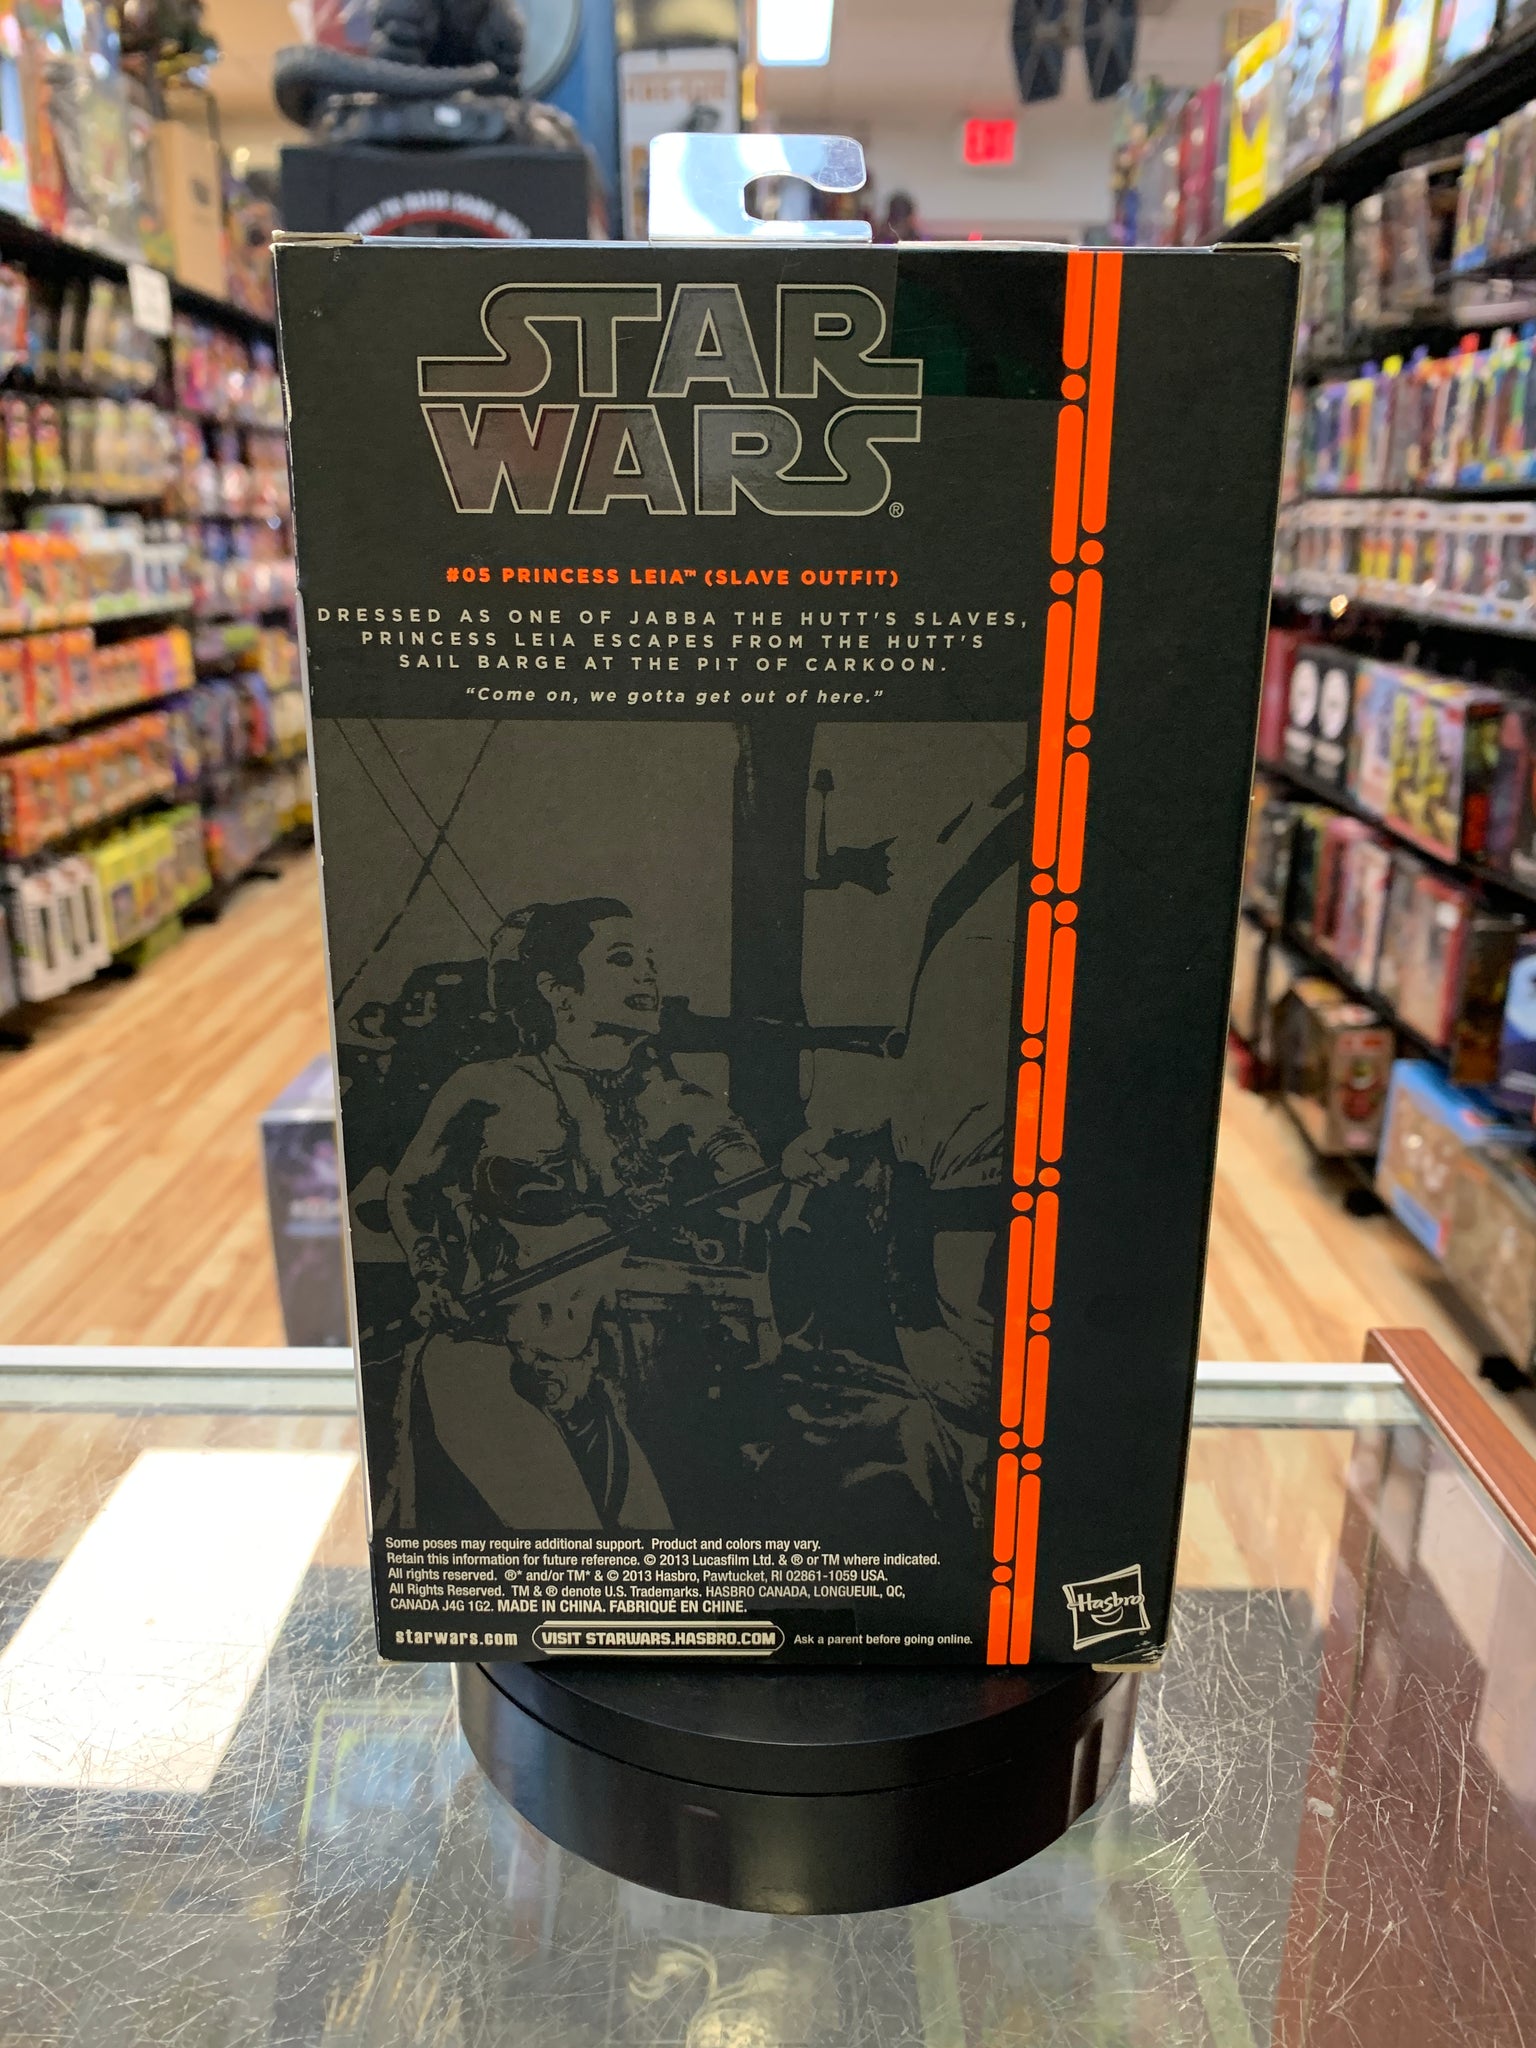 STAR
WARS®
#05 PRINCESS LEIA™ (SLAVE OUTFIT)
DRESSED AS ONE OF JABBA THE HUTT'S SLAVES,
PRINCESS LEIA ESCAPES FROM THE HUTT'S
SAIL BARGE AT THE PIT OF CARKOON.
“Come on, we gotta get out of here.”
Some poses may require additional support. Product and colors may vary.
Retain this information for future reference. © 2013 Lucasfilm Ltd. & ® or TM where indicated.
All rights reserved. ®* and/or TM* & © 2013 Hasbro, Pawtucket, RI 02861-1059 USA.
All Rights Reserved. TM & ® denote U.S. Trademarks. HASBRO CANADA, LONGUEUIL, QC,
CANADA J4G 1G2. MADE IN CHINA. FABRIQUÉ EN CHINE.
starwars.com VISIT STARWARS.HASBRO.COM Ask a parent before going online.
Hasbro